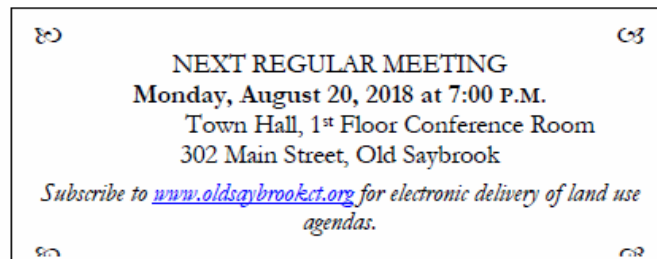 NEXT REGULAR MEETING
Monday, August 20, 2018 at 7:00 P.M.
Town Hall, 1st Floor Conference Room
302 Main Street, Old Saybrook
Subscribe to www.oldsaybrookct.org for electronic delivery of land use
agendas.